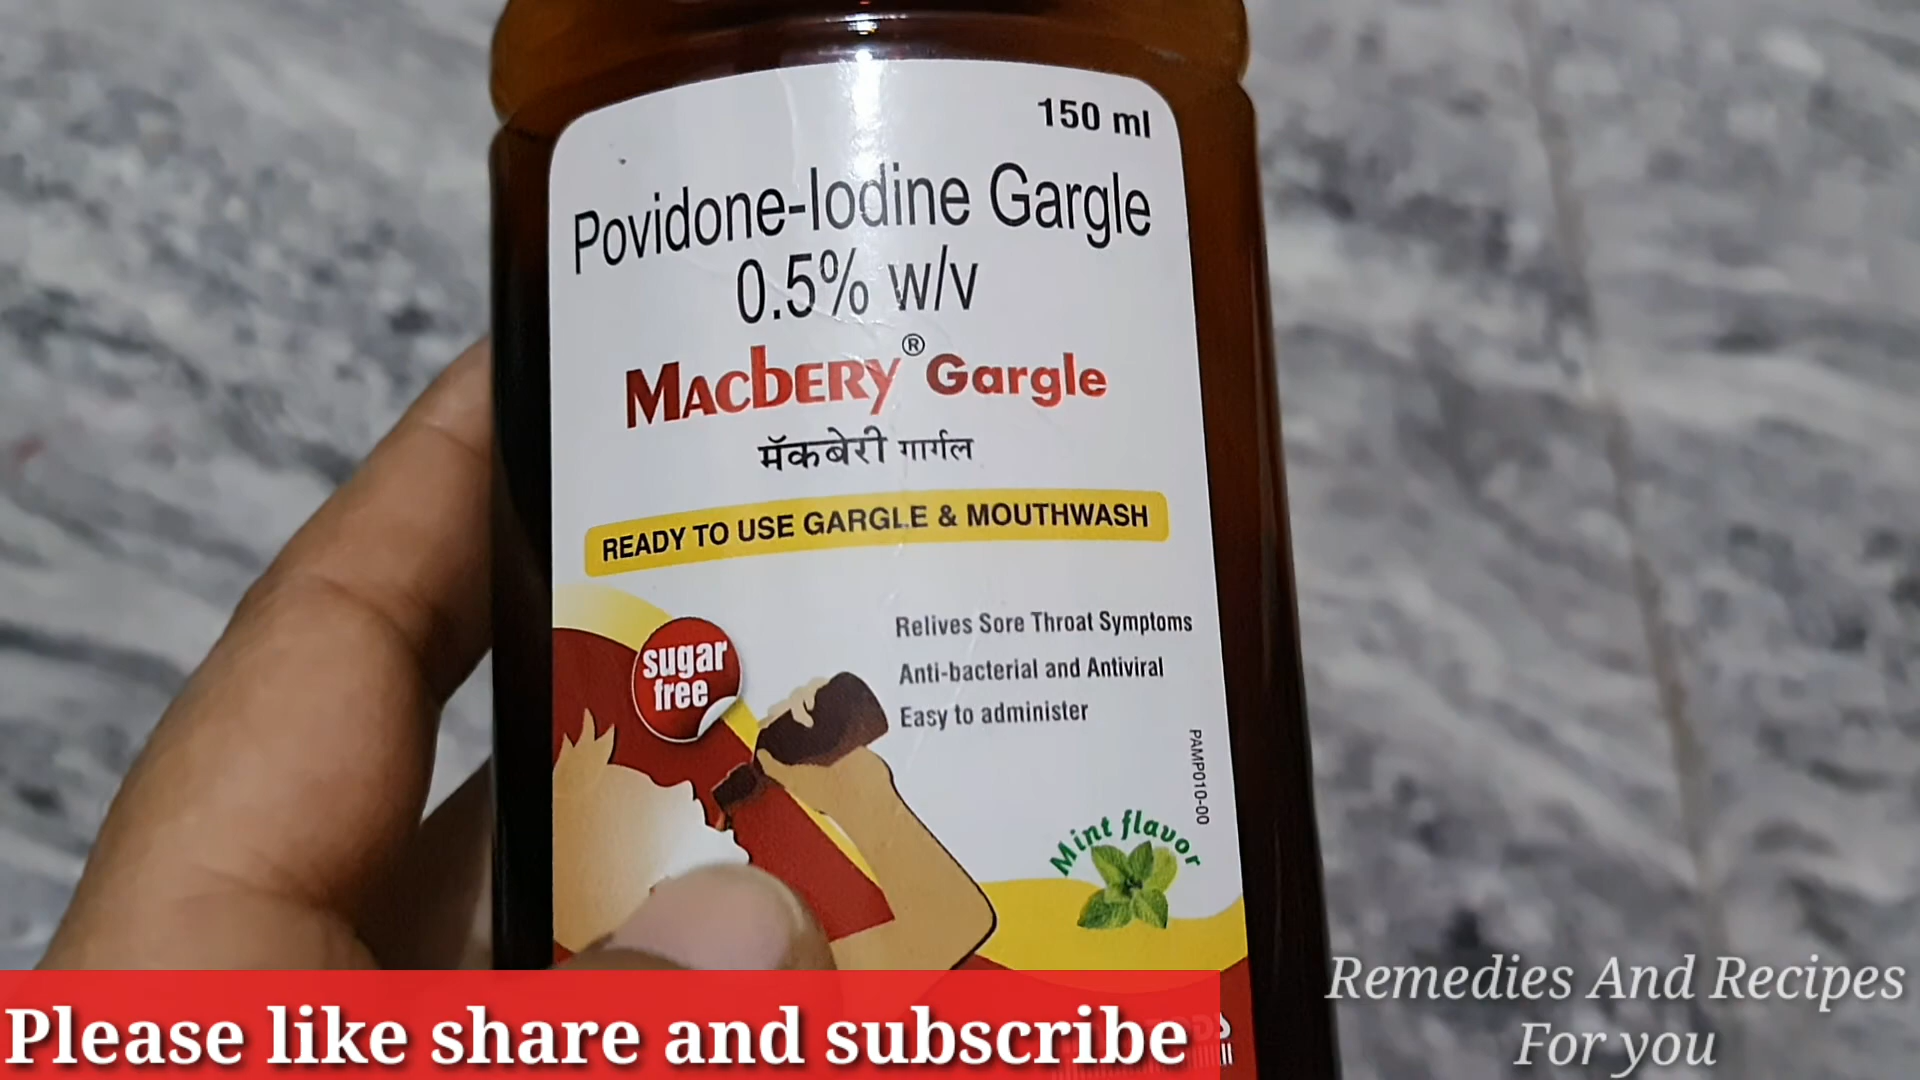 150 ml
Povidone-Iodine Gargle
0.5% w/v
MacbERy® Gargle
मॅकबेरी गार्गल
READY TO USE GARGLE & MOUTHWASH
sugar
free
Relives Sore Throat Symptoms
Anti-bacterial and Antiviral
Easy to administer
PAMP010-00
Mint flavor
Remedies And Recipes
For you
Please like share and subscribe